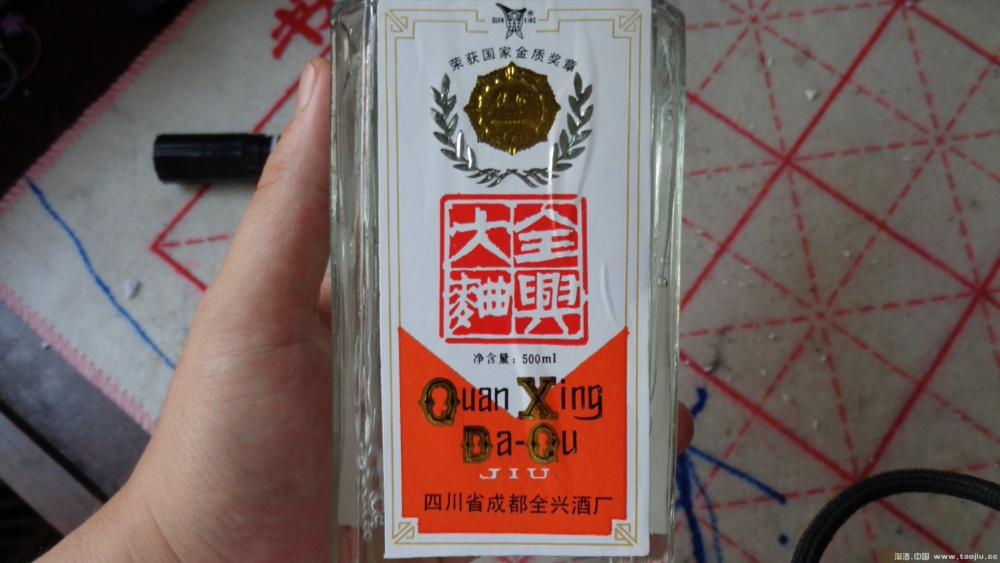 QUAN XING
荣获国家金质奖章
全興
大麯
净含量：500ml
Quan Xing
Da-Qu
JIU
四川省成都全兴酒厂
淘酒.中国 www.taojiu.cc